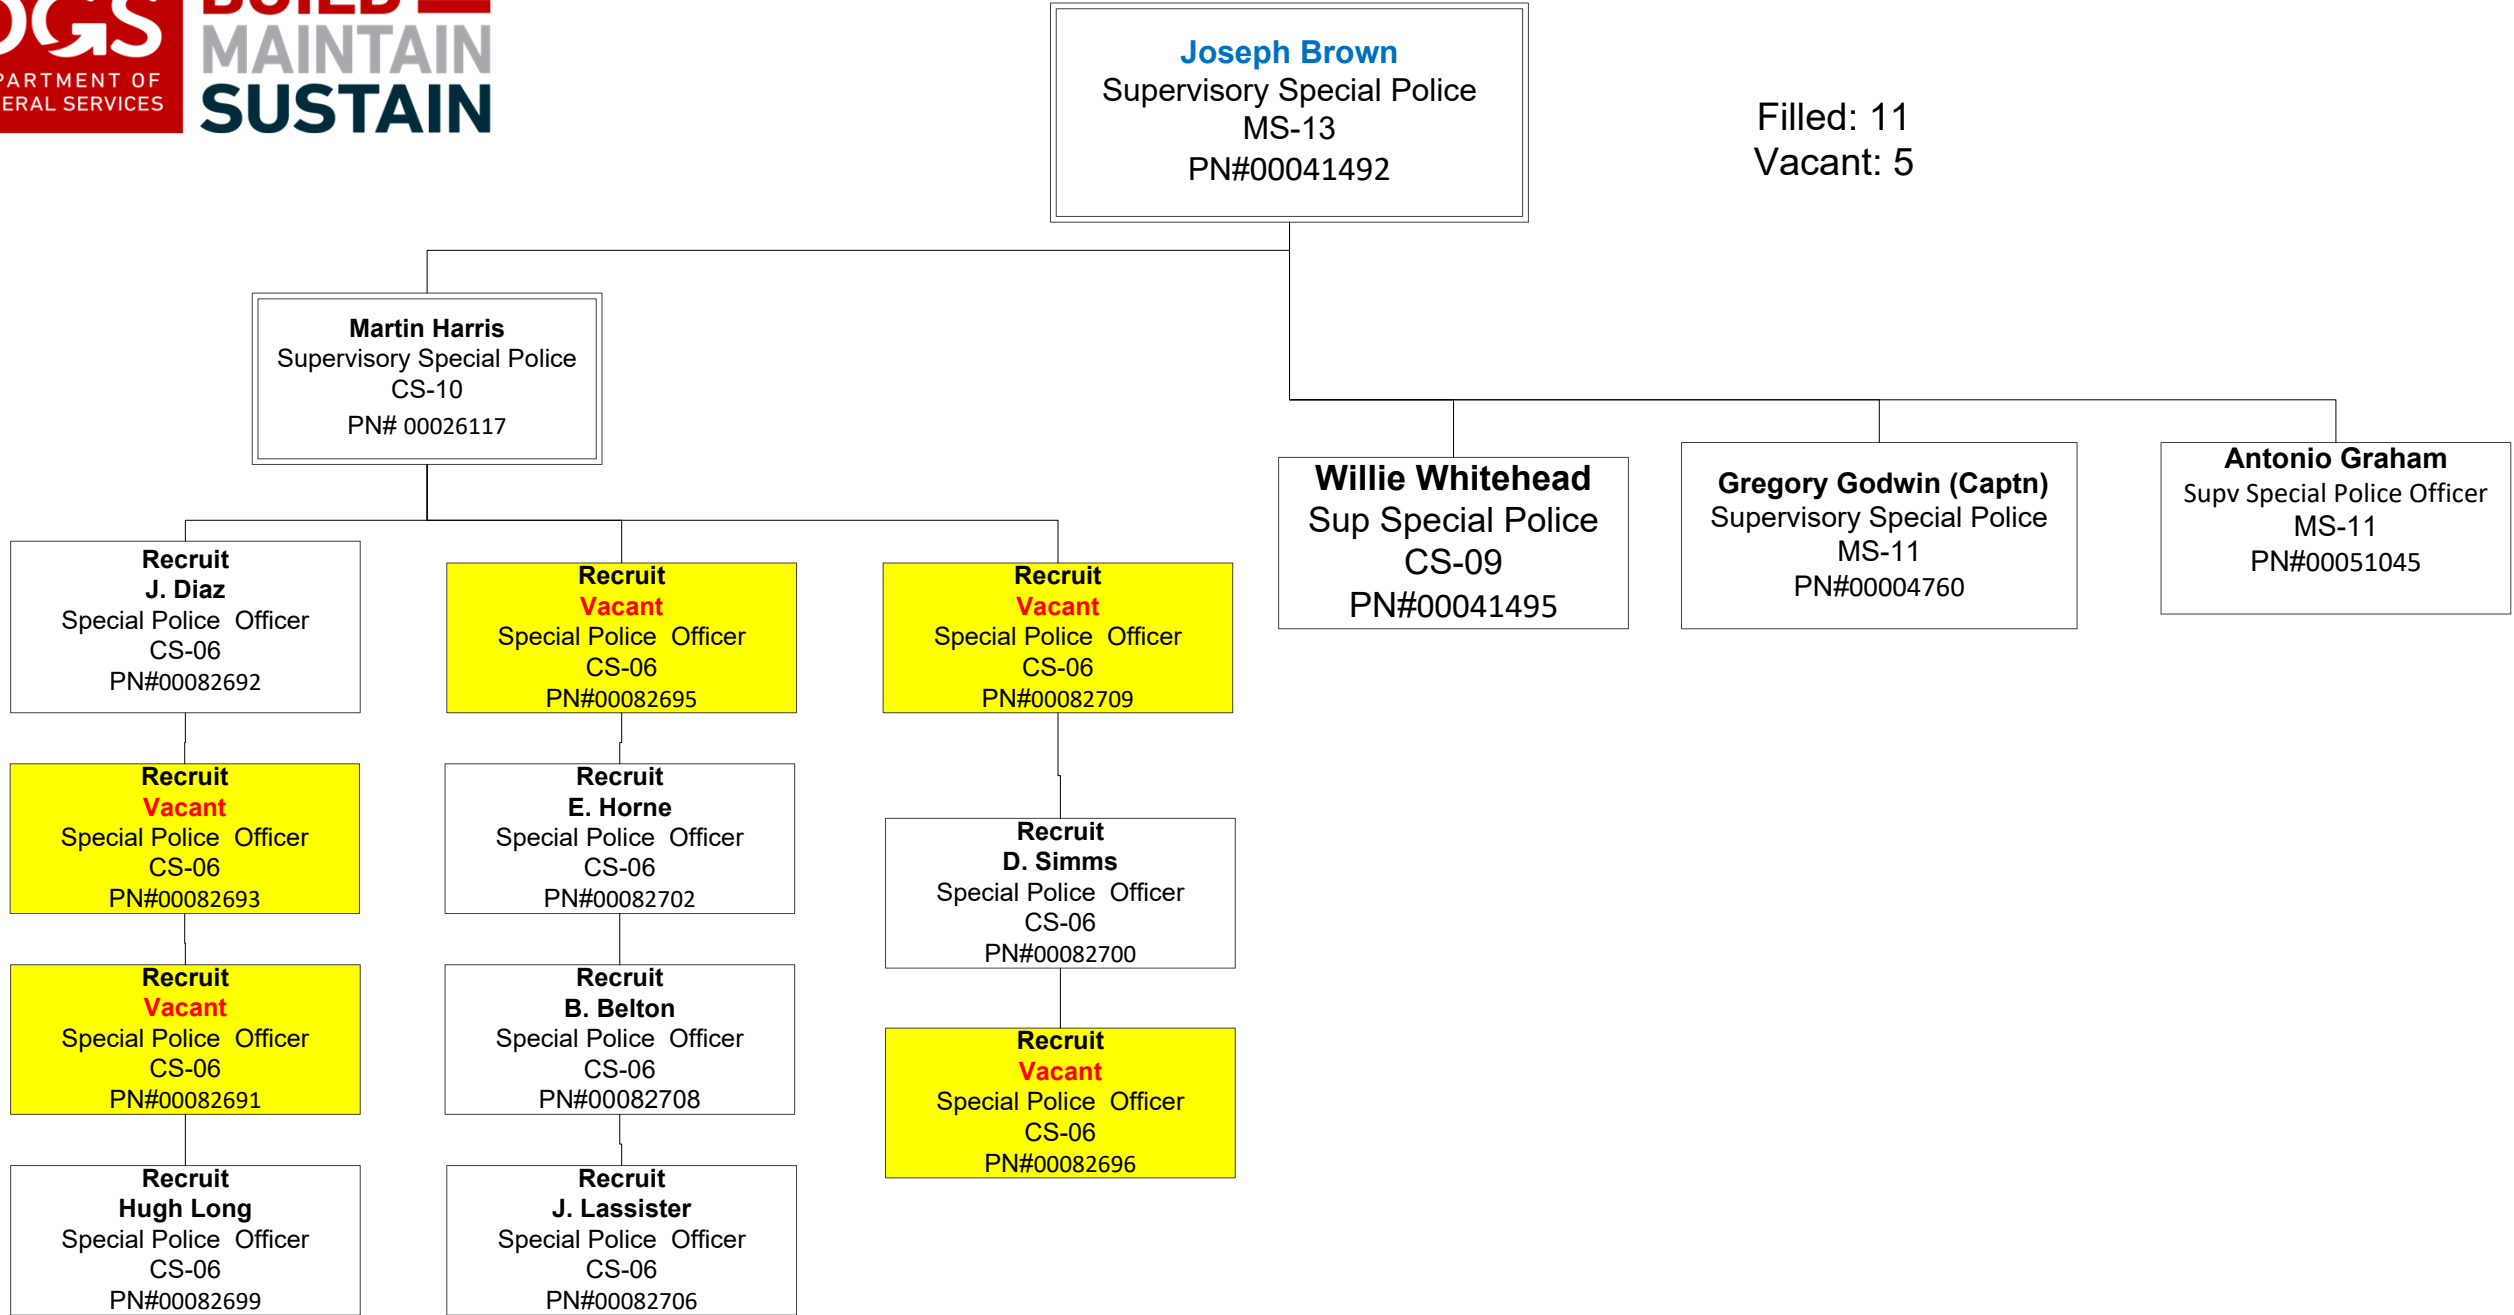 MAINTAIN
SUSTAIN
Joseph Brown
Supervisory Special Police
MS-13
PN#00041492
Filled: 11
Vacant: 5
Martin Harris
Supervisory Special Police
CS-10
PN# 00026117
Willie Whitehead
Sup Special Police
CS-09
PN#00041495
Gregory Godwin (Captn)
Supervisory Special Police
MS-11
PN#00004760
Antonio Graham
Supv Special Police Officer
MS-11
PN#00051045
Recruit
J. Diaz
Special Police Officer
CS-06
PN#00082692
Recruit
Vacant
Special Police Officer
CS-06
PN#00082693
Recruit
Vacant
Special Police Officer
CS-06
PN#00082691
Recruit
Hugh Long
Special Police Officer
CS-06
PN#00082699
Recruit
Vacant
Special Police Officer
CS-06
PN#00082695
Recruit
E. Horne
Special Police Officer
CS-06
PN#00082702
Recruit
B. Belton
Special Police Officer
CS-06
PN#00082708
Recruit
J. Lassister
Special Police Officer
CS-06
PN#00082706
Recruit
Vacant
Special Police Officer
CS-06
PN#00082709
Recruit
D. Simms
Special Police Officer
CS-06
PN#00082700
Recruit
Vacant
Special Police Officer
CS-06
PN#00082696